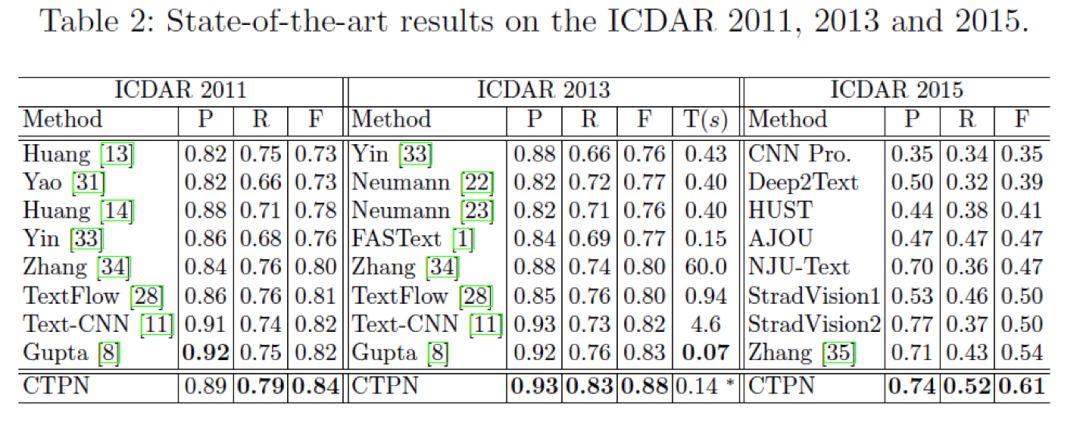 Table 2: State-of-the-art results on the ICDAR 2011, 2013 and 2015.
ICDAR 2011 ICDAR 2013 ICDAR 2015
Method P R F Method P R F T(s) Method P R F
Huang [13] 0.82 0.75 0.73 Yin [33] 0.88 0.66 0.76 0.43 CNN Pro. 0.35 0.34 0.35
Yao [31] 0.82 0.66 0.73 Neumann [22] 0.82 0.72 0.77 0.40 Deep2Text 0.50 0.32 0.39
Huang [14] 0.88 0.71 0.78 Neumann [23] 0.82 0.71 0.76 0.40 HUST 0.44 0.38 0.41
Yin [33] 0.86 0.68 0.76 FASText [1] 0.84 0.69 0.77 0.15 AJOU 0.47 0.47 0.47
Zhang [34] 0.84 0.76 0.80 Zhang [34] 0.88 0.74 0.80 60.0 NJU-Text 0.70 0.36 0.47
TextFlow [28] 0.86 0.76 0.81 TextFlow [28] 0.85 0.76 0.80 0.94 StradVision1 0.53 0.46 0.50
Text-CNN [11] 0.91 0.74 0.82 Text-CNN [11] 0.93 0.73 0.82 4.6 StradVision2 0.77 0.37 0.50
Gupta [8] 0.92 0.75 0.82 Gupta [8] 0.92 0.76 0.83 0.07 Zhang [35] 0.71 0.43 0.54
CTPN 0.89 0.79 0.84 CTPN 0.93 0.83 0.88 0.14 * CTPN 0.74 0.52 0.61